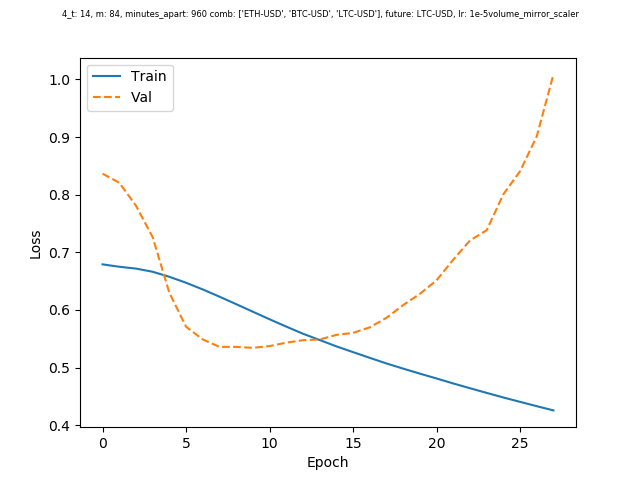 4_t: 14, m: 84, minutes_apart: 960 comb: ['ETH-USD', 'BTC-USD', 'LTC-USD'], future: LTC-USD, lr: 1e-5volume_mirror_scaler
Train
Val
1.0
0.9
0.8
0.7
0.6
0.5
0.4
Loss
0 5 10 15 20 25
Epoch